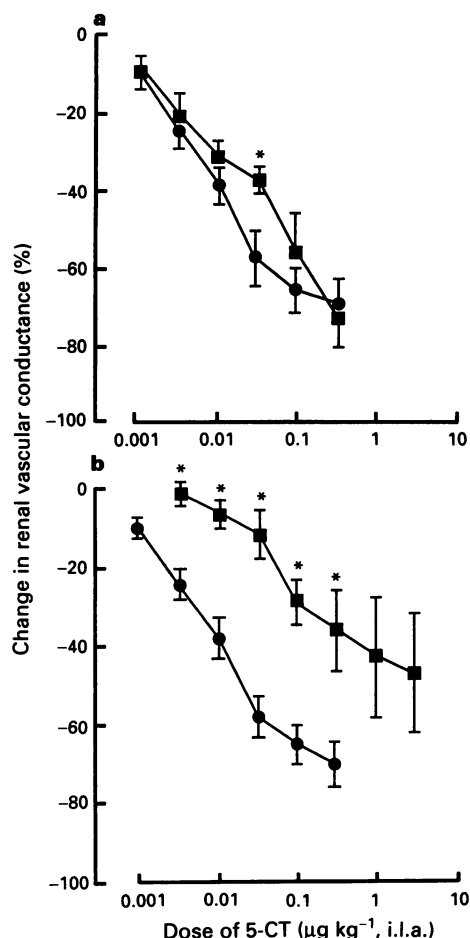 a
0
−20
−40
−60
−80
−100
*
0.001 0.01 0.1 1 10
Change in renal vascular conductance (%)
b
0
−20
−40
−60
−80
−100
* * * * *
0.001 0.01 0.1 1 10
Dose of 5-CT (μg kg⁻¹, i.l.a.)